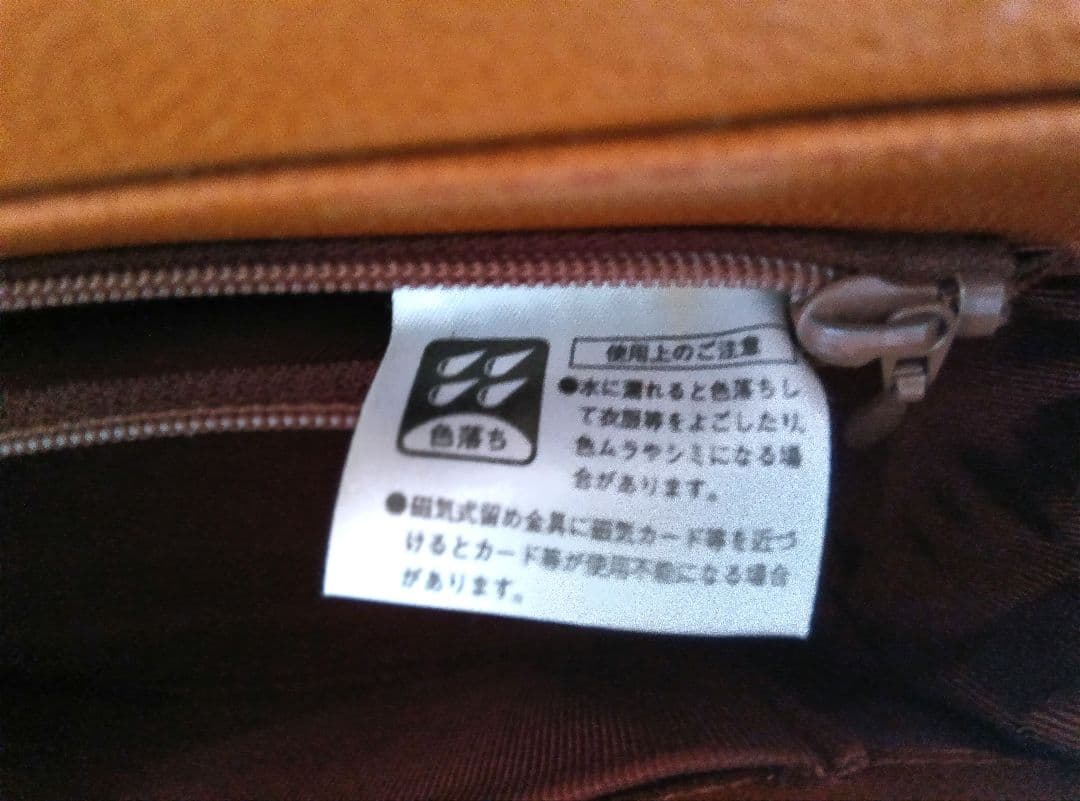 色落ち
使用上のご注意
●水に濡れると色落ちし
て衣服等をよごしたり、
色ムラやシミになる場
合があります。
●磁気式留め金具に磁気カード等を近づ
けるとカード等が使用不能になる場合
があります。